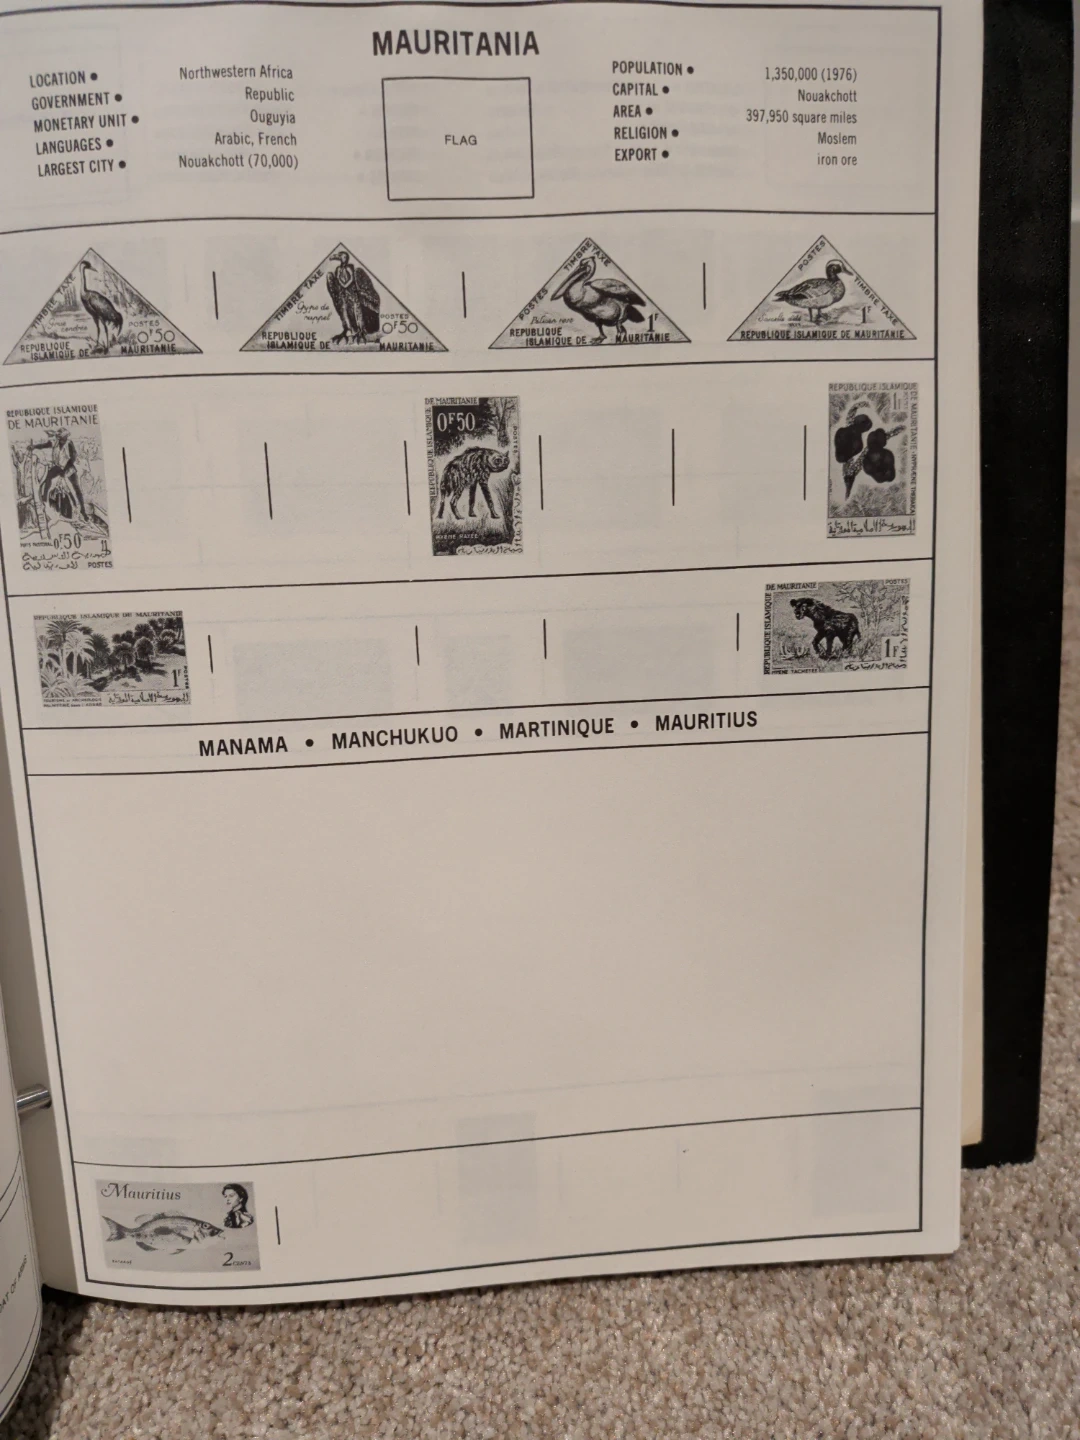 MAURITANIA
LOCATION • Northwestern Africa
GOVERNMENT • Republic
MONETARY UNIT • Ouguyia
LANGUAGES • Arabic, French
LARGEST CITY • Nouakchott (70,000)
FLAG
POPULATION • 1,350,000 (1976)
CAPITAL • Nouakchott
AREA • 397,950 square miles
RELIGION • Moslem
EXPORT • iron ore
TIMBRE TAXE
POSTES
0F50
REPUBLIQUE
ISLAMIQUE DE MAURITANIE
TIMBRE TAXE
POSTES
0F50
REPUBLIQUE
ISLAMIQUE DE MAURITANIE
POSTES TIMBRE TAXE
1F
REPUBLIQUE
ISLAMIQUE DE MAURITANIE
POSTES TIMBRE TAXE
1F
REPUBLIQUE ISLAMIQUE DE MAURITANIE
REPUBLIQUE ISLAMIQUE
DE MAURITANIE
0F50
POSTES
REPUBLIQUE ISLAMIQUE
DE MAURITANIE
0F50
POSTES
REPUBLIQUE ISLAMIQUE
DE MAURITANIE
REPUBLIQUE ISLAMIQUE DE MAURITANIE
1F
POSTES
REPUBLIQUE ISLAMIQUE
DE MAURITANIE
POSTES
1F
MANAMA • MANCHUKUO • MARTINIQUE • MAURITIUS
Mauritius
2 CENTS